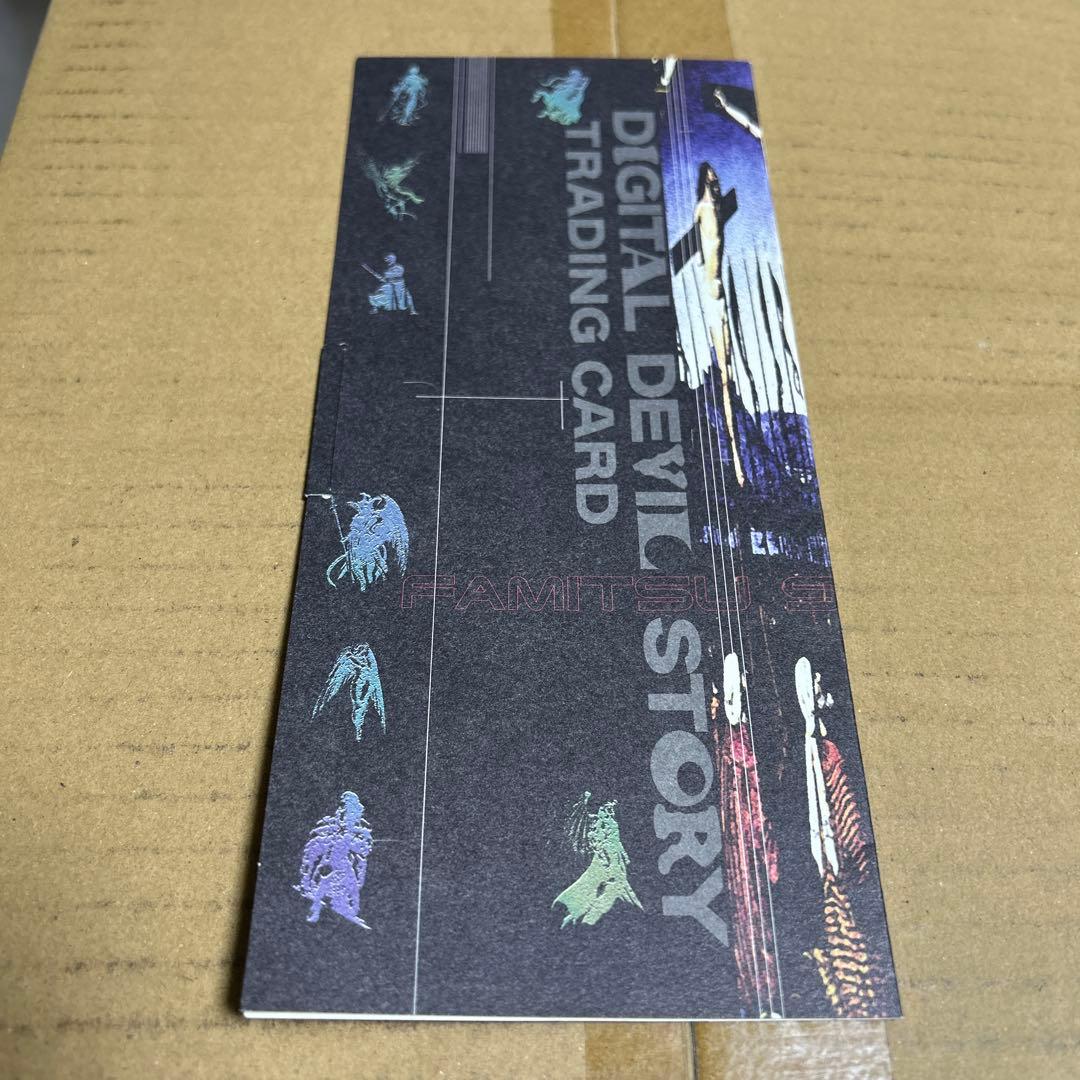 DIGITAL DEVIL STORY
TRADING CARD
FAMITSU